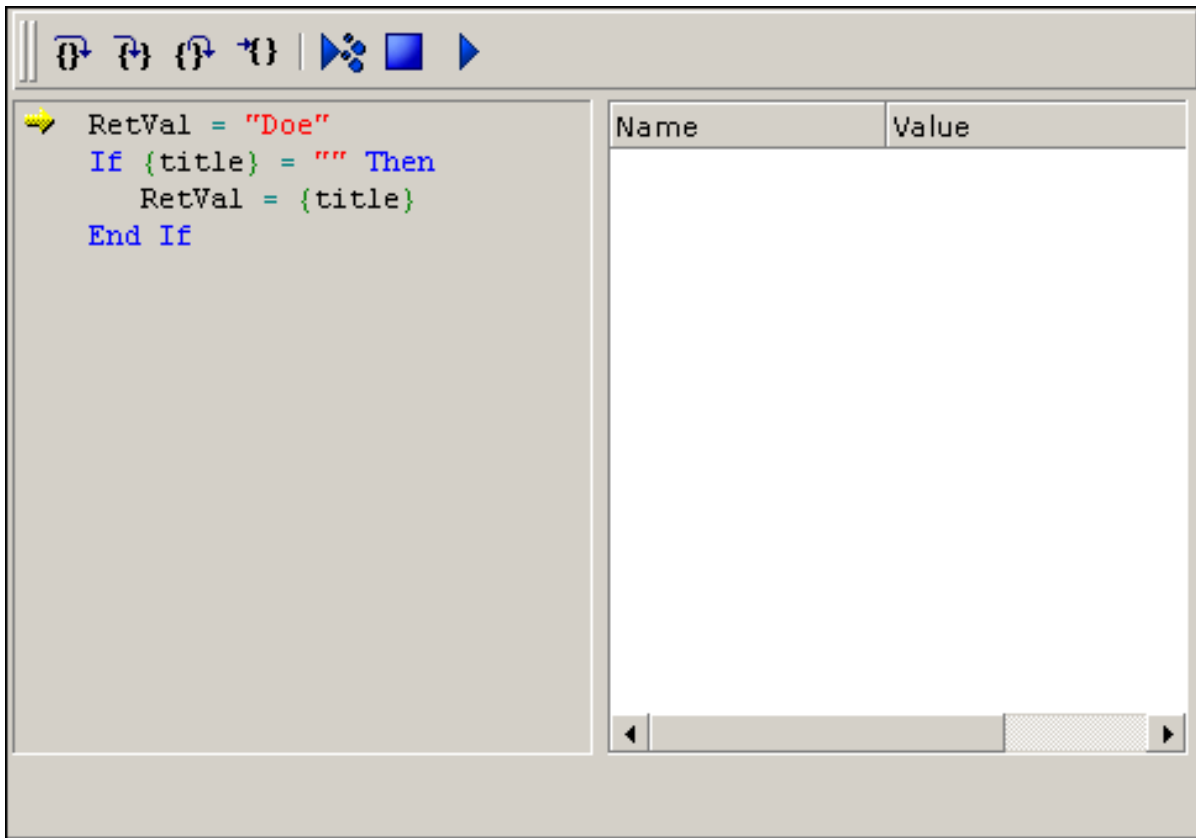 RetVal = "Doe"
If {title} = "" Then
RetVal = {title}
End If
Name Value